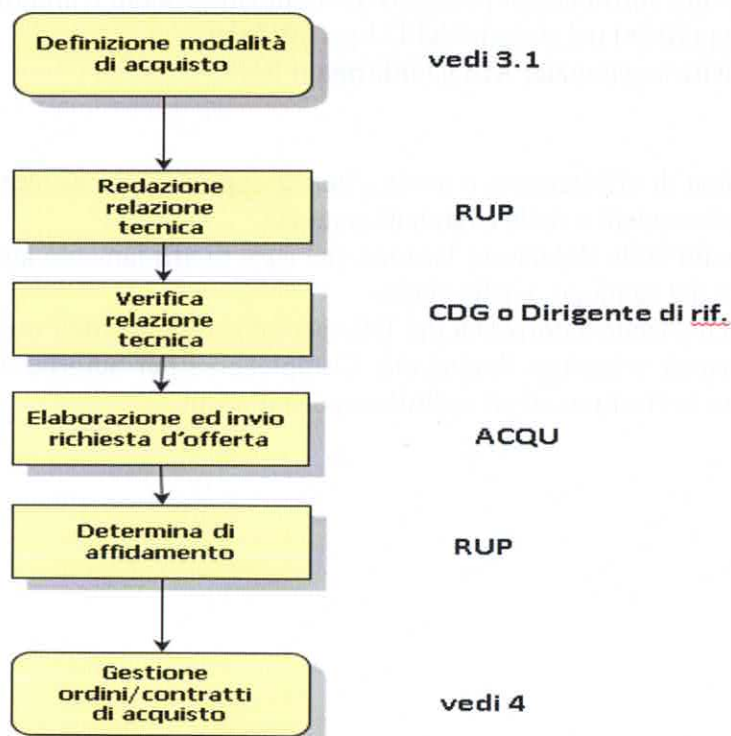 Definizione modalità
di acquisto
vedi 3.1
Redazione
relazione
tecnica
RUP
Verifica
relazione
tecnica
CDG o Dirigente di rif.
Elaborazione ed invio
richiesta d'offerta
ACQU
Determina di
affidamento
RUP
Gestione
ordini/contratti
di acquisto
vedi 4